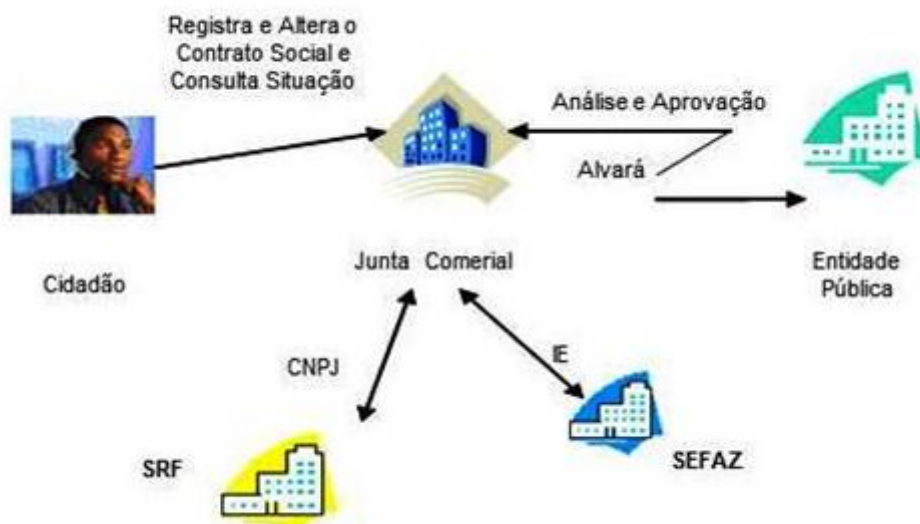 Registra e Altera o
Contrato Social e
Consulta Situação
Análise e Aprovação
Alvará
Cidadão
Junta Comerial
Entidade
Pública
CNPJ
IE
SRF
SEFAZ